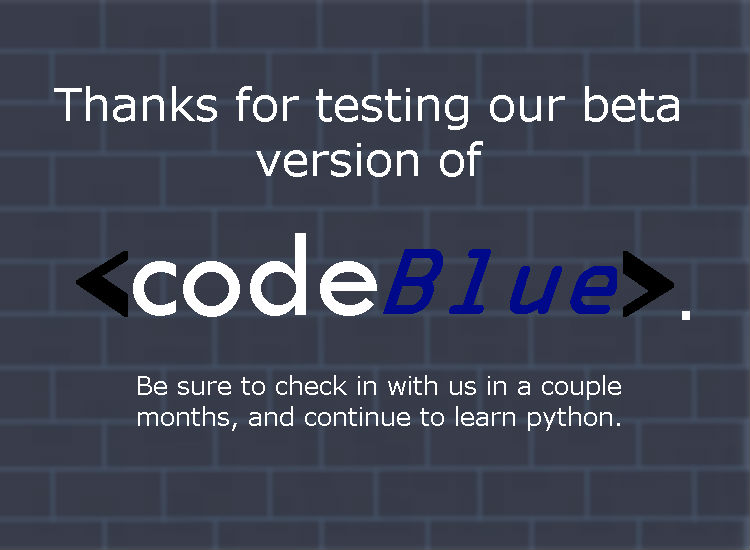 Thanks for testing our beta
version of
<codeBlue>.
Be sure to check in with us in a couple
months, and continue to learn python.